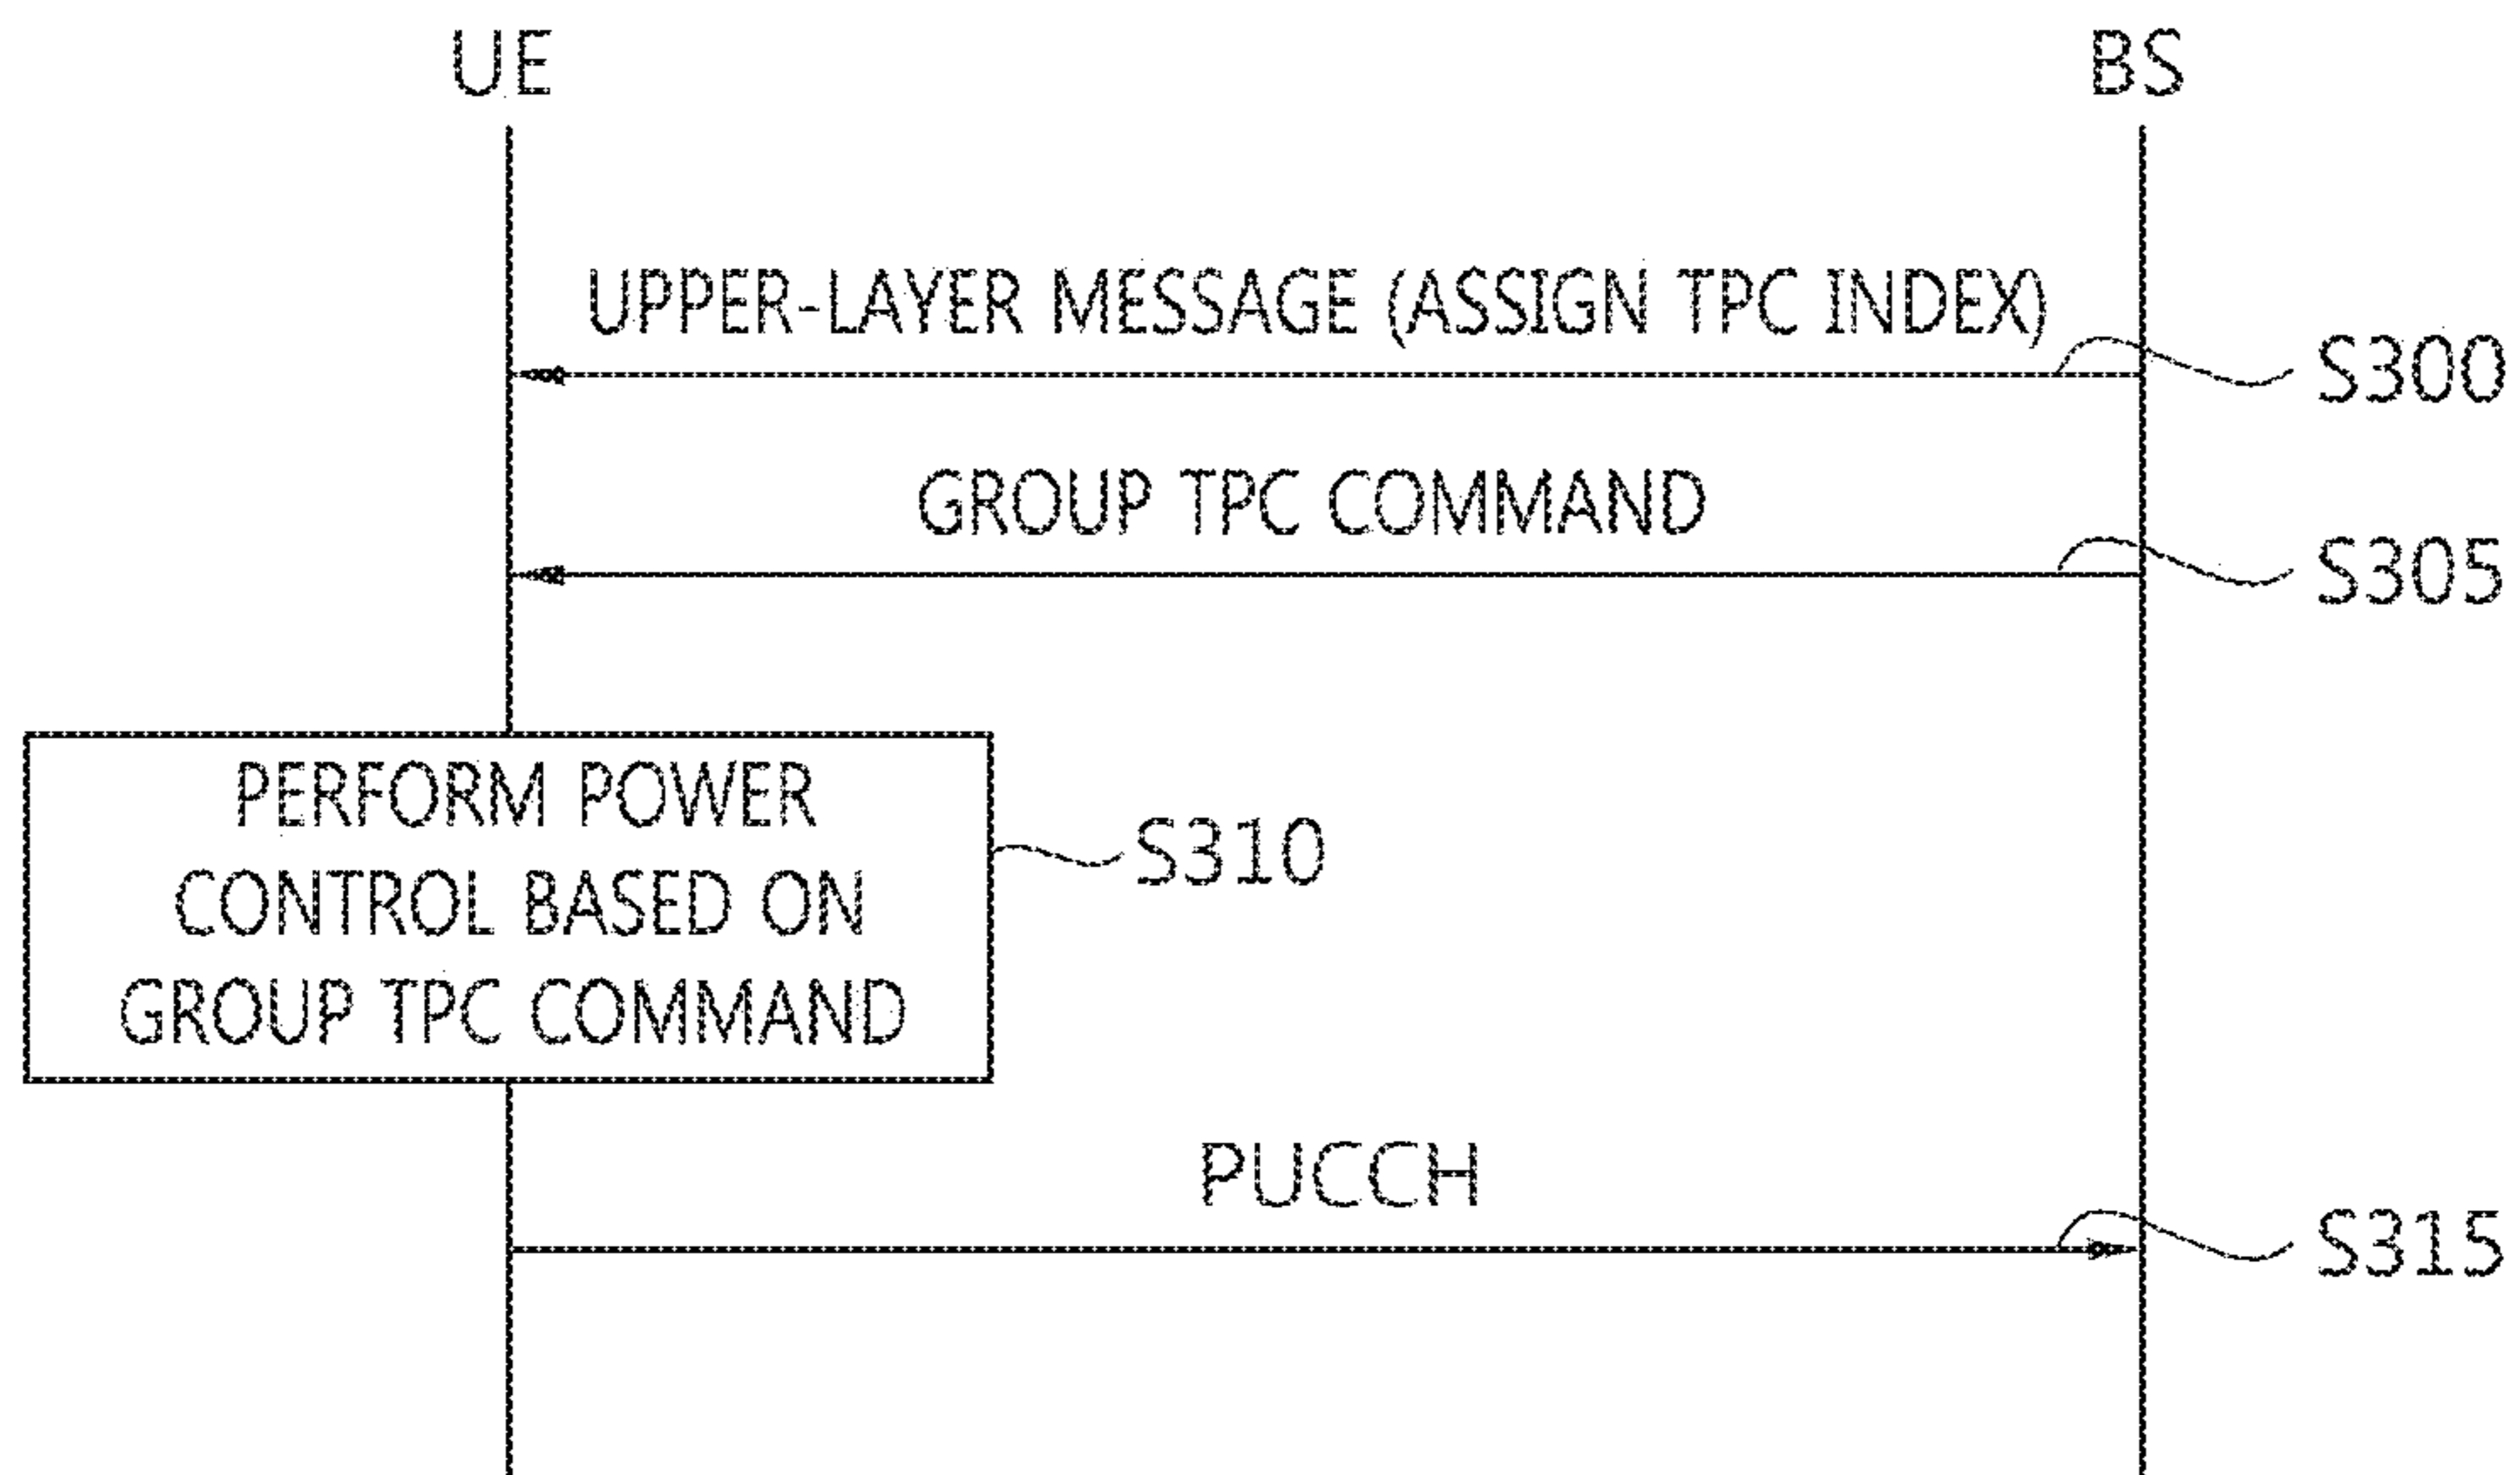 UE
BS
UPPER-LAYER MESSAGE (ASSIGN TPC INDEX)
S300
GROUP TPC COMMAND
S305
PERFORM POWER
CONTROL BASED ON
GROUP TPC COMMAND
S310
PUCCH
S315